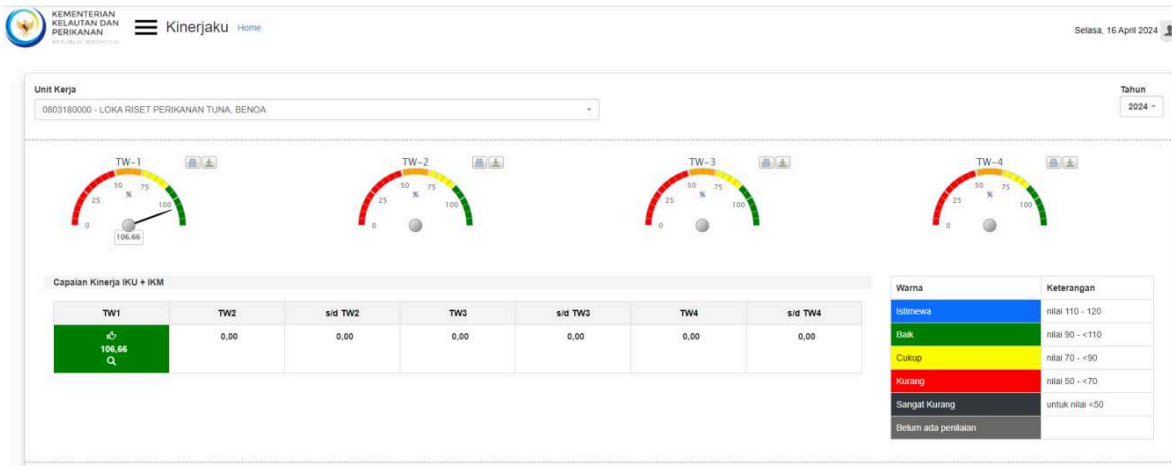 KEMENTERIAN
KELAUTAN DAN
PERIKANAN
REPUBLIK INDONESIA
Kinerjaku Home
Selasa, 16 April 2024
Unit Kerja
Tahun
0803180000 - LOKA RISET PERIKANAN TUNA, BENOA
2024
TW-1
0 25 50 75 100
%
106.66
TW-2
0 25 50 75 100
%
TW-3
0 25 50 75 100
%
TW-4
0 25 50 75 100
%
Capaian Kinerja IKU + IKM
TW1 TW2 s/d TW2 TW3 s/d TW3 TW4 s/d TW4
106,66 0,00 0,00 0,00 0,00 0,00 0,00
Warna Keterangan
Istimewa nilai 110 - 120
Baik nilai 90 - <110
Cukup nilai 70 - <90
Kurang nilai 50 - <70
Sangat Kurang untuk nilai <50
Belum ada penilaian